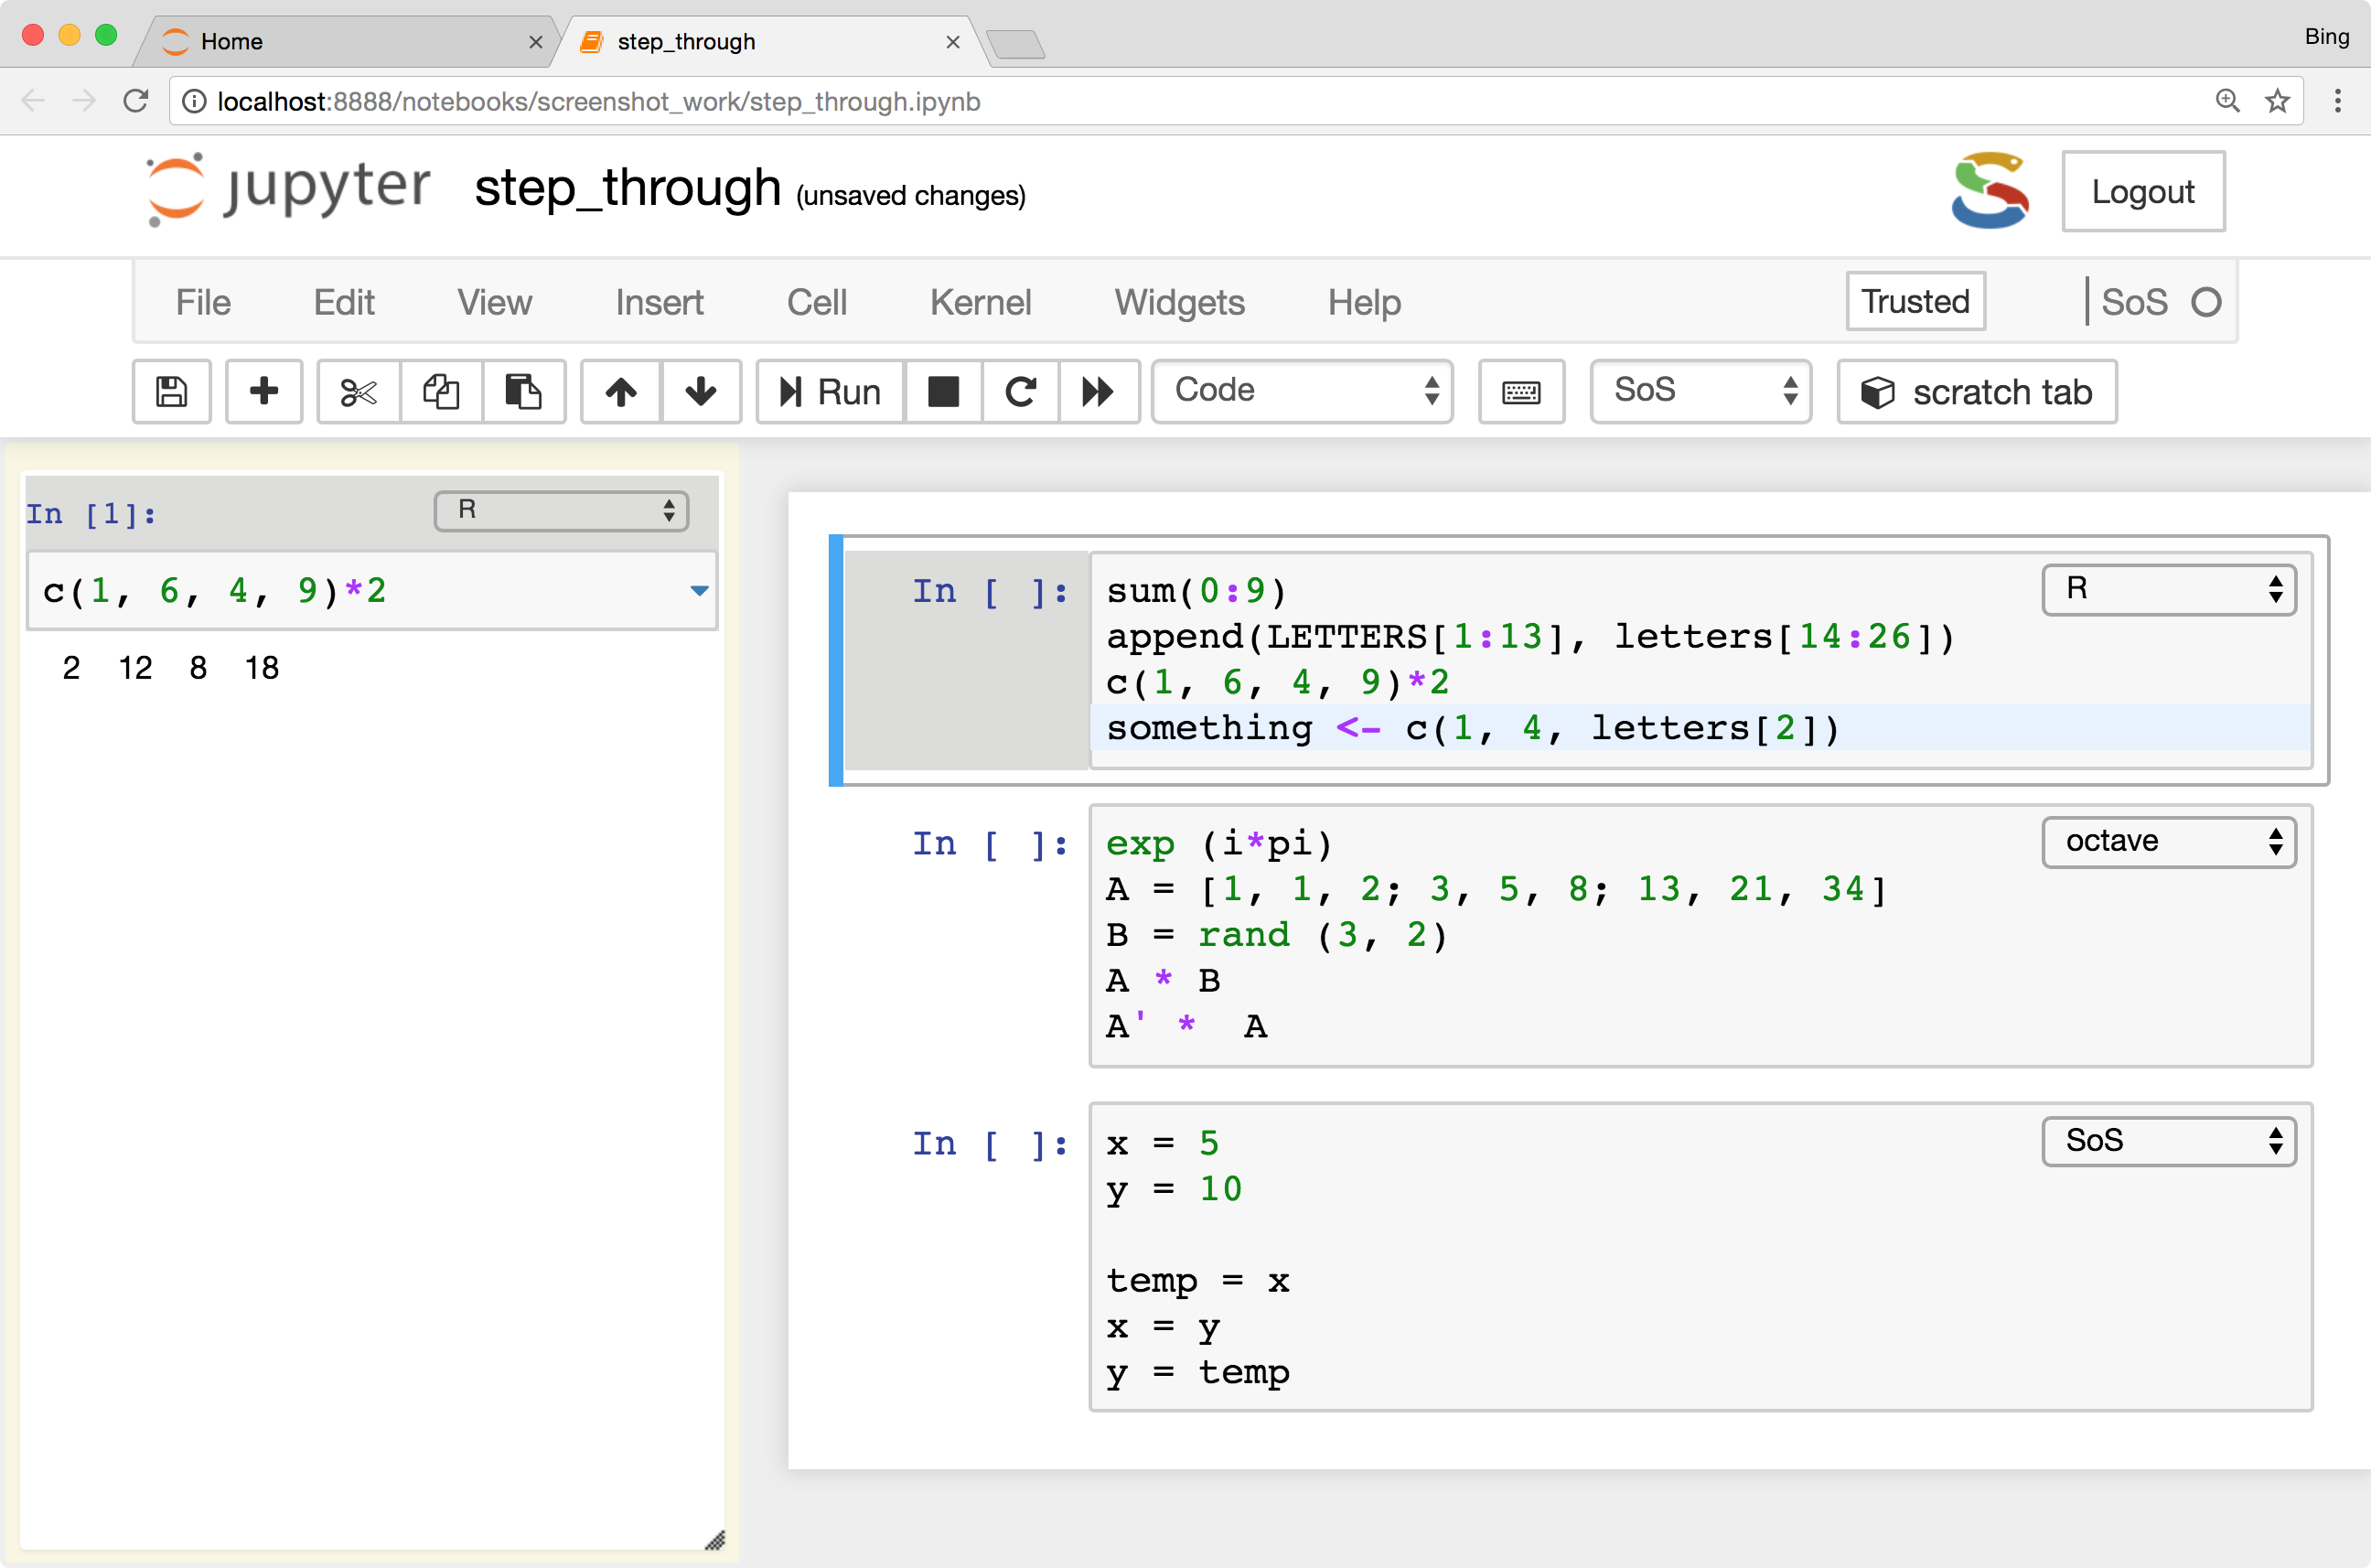 Home
step_through
Bing
localhost:8888/notebooks/screenshot_work/step_through.ipynb
jupyter step_through (unsaved changes)
Logout
File Edit View Insert Cell Kernel Widgets Help
Trusted
SoS
Run
Code
SoS
scratch tab
In [1]:
R
c(1, 6, 4, 9)*2
2 12 8 18
In [ ]:
sum(0:9)
R
append(LETTERS[1:13], letters[14:26])
c(1, 6, 4, 9)*2
something <- c(1, 4, letters[2])
In [ ]:
exp (i*pi)
octave
A = [1, 1, 2; 3, 5, 8; 13, 21, 34]
B = rand (3, 2)
A * B
A' *  A
In [ ]:
x = 5
SoS
y = 10
temp = x
x = y
y = temp